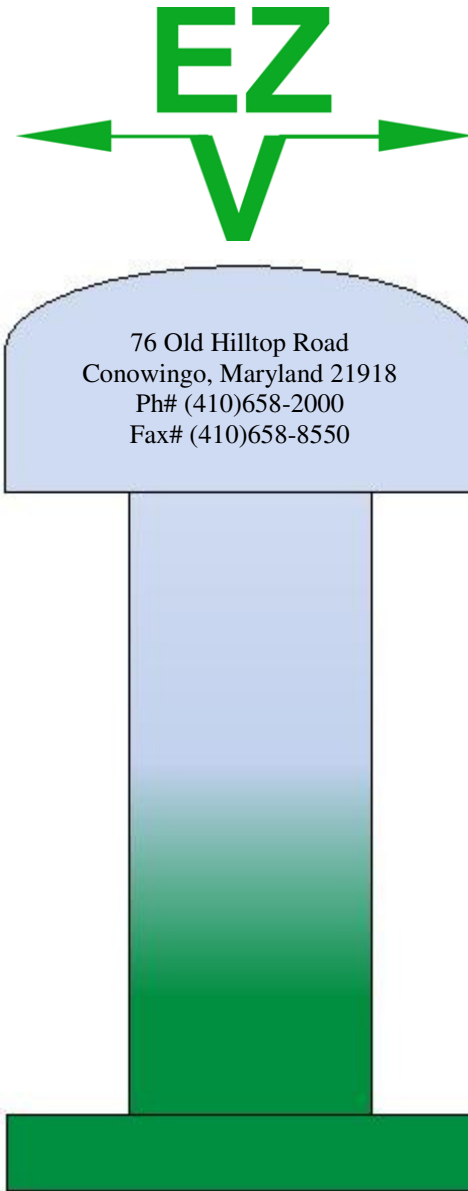 EZ
V
76 Old Hilltop Road
Conowingo, Maryland 21918
Ph# (410)658-2000
Fax# (410)658-8550